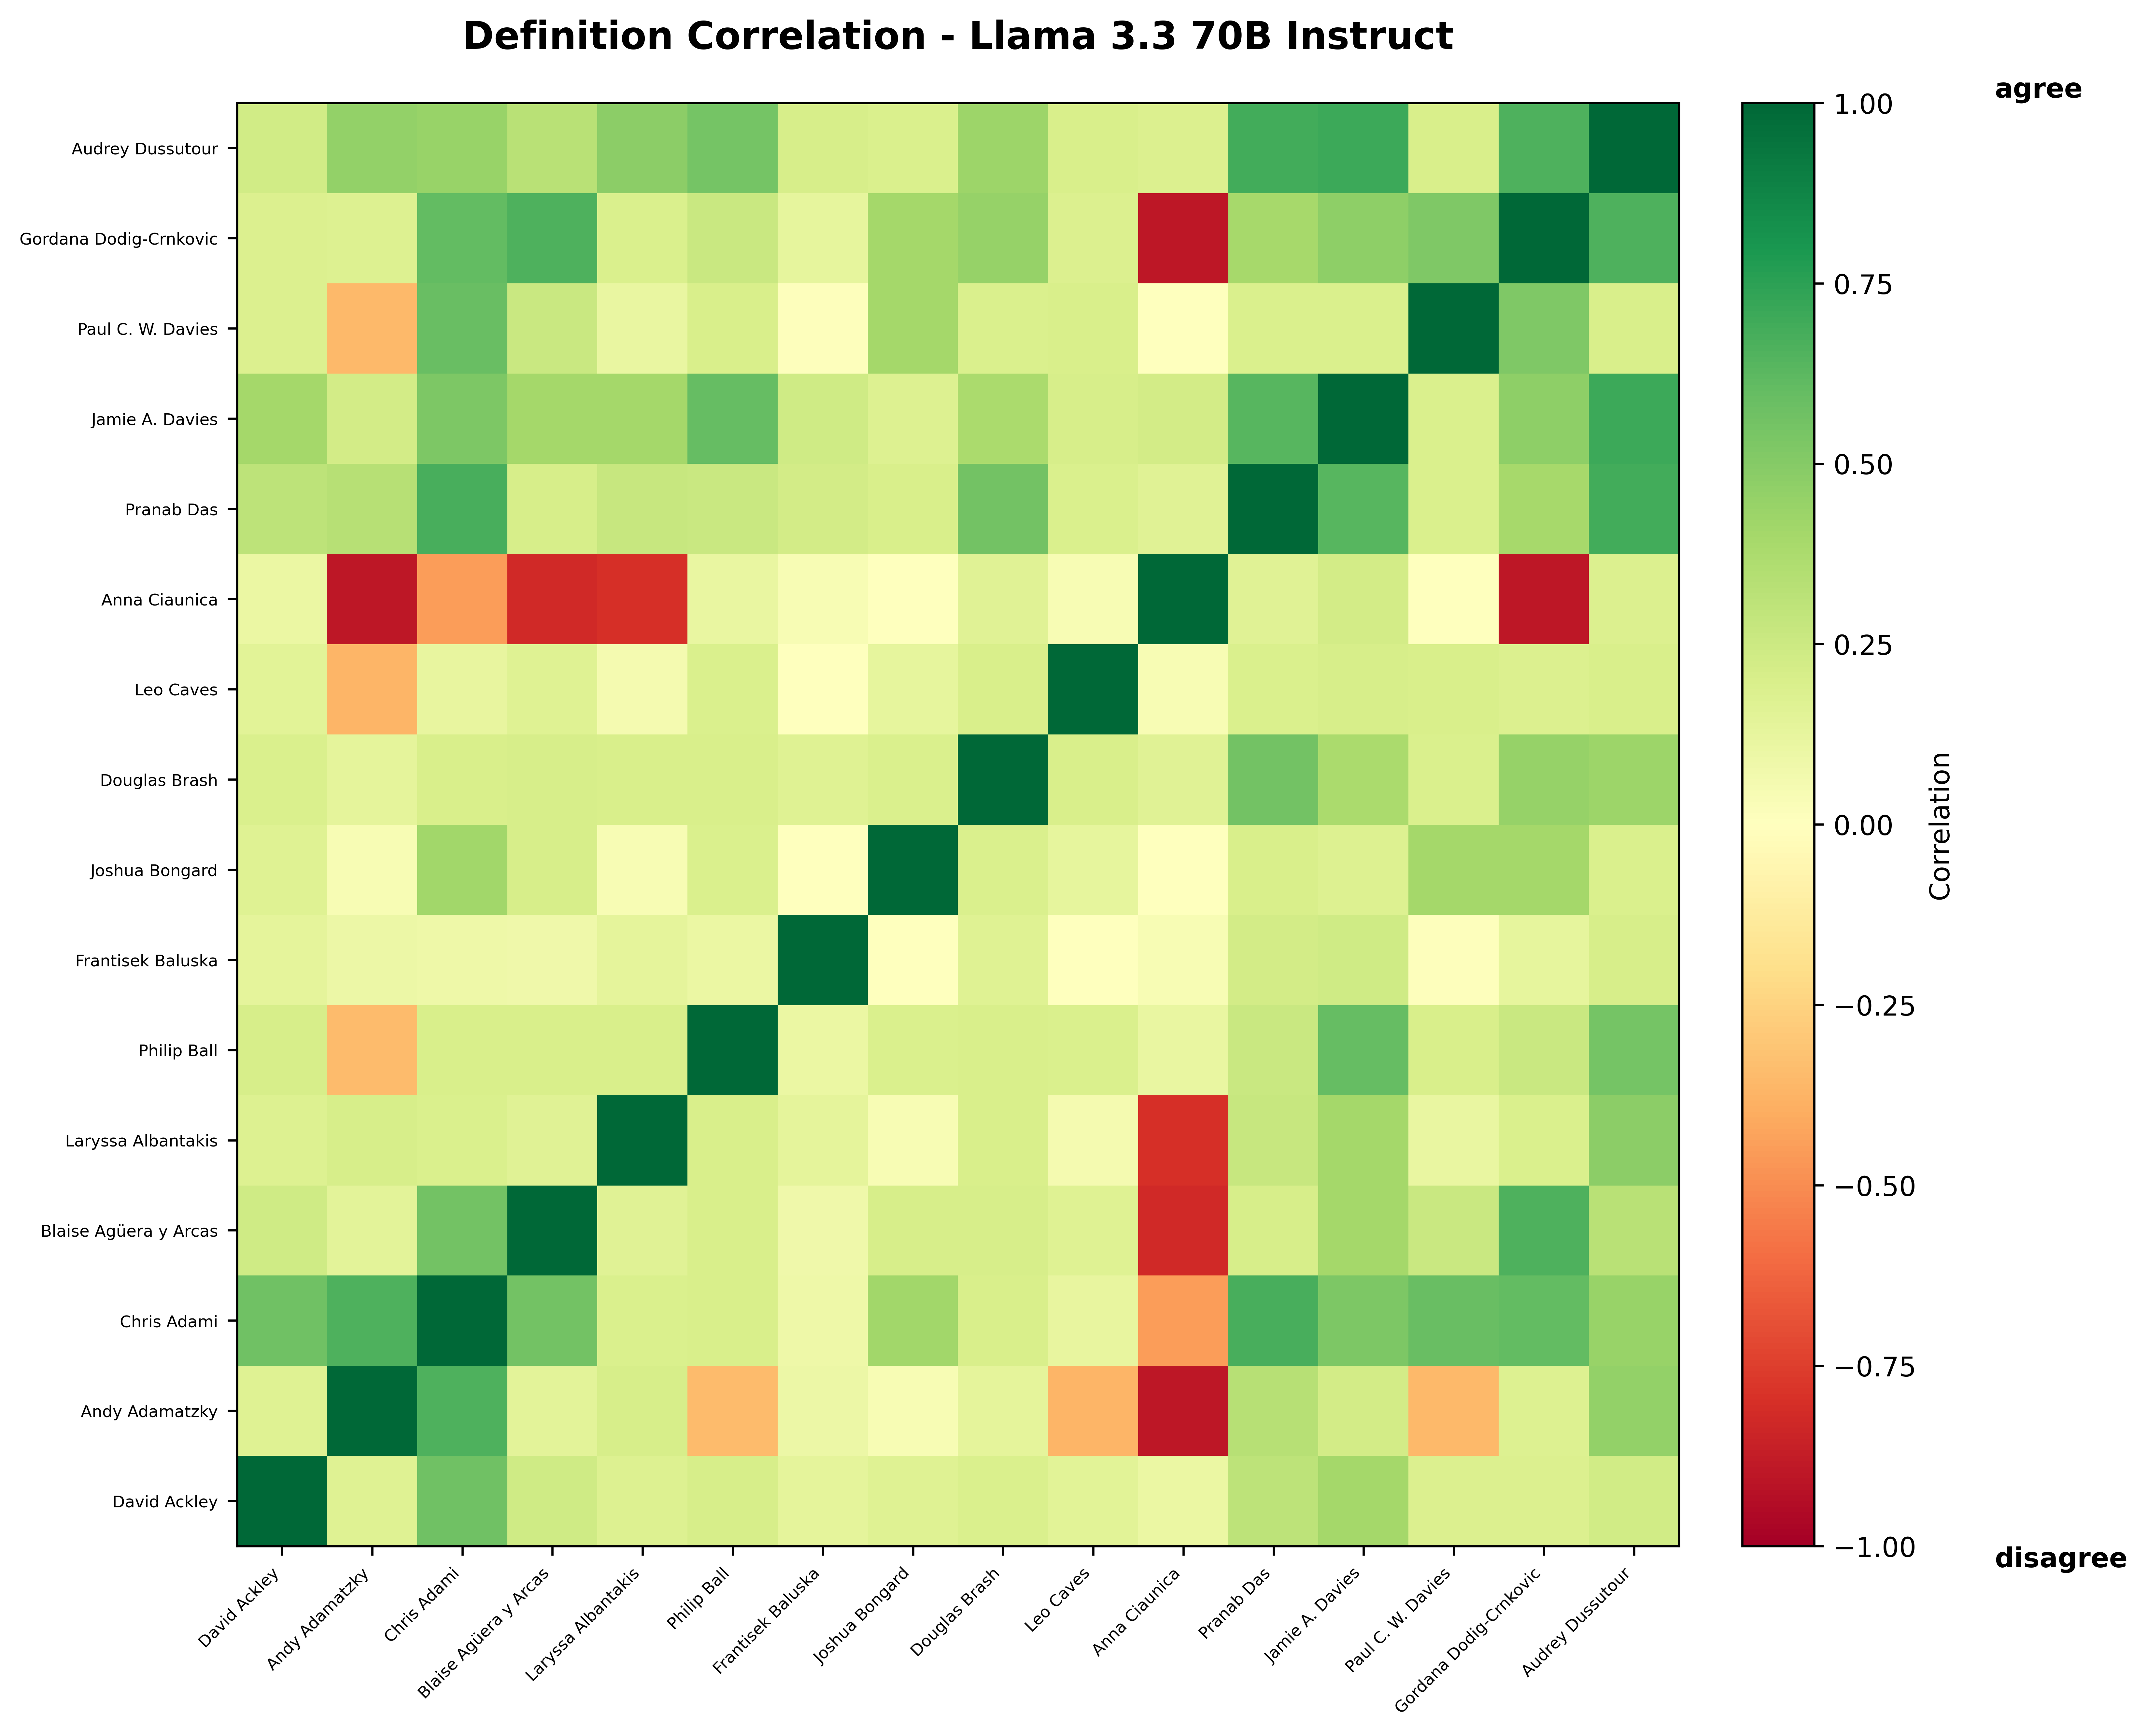 Definition Correlation - Llama 3.3 70B Instruct
agree
Audrey Dussutour
Gordana Dodig-Crnkovic
Paul C. W. Davies
Jamie A. Davies
Pranab Das
Anna Ciaunica
Leo Caves
Douglas Brash
Joshua Bongard
Frantisek Baluska
Philip Ball
Laryssa Albantakis
Blaise Agüera y Arcas
Chris Adami
Andy Adamatzky
David Ackley
David Ackley
Andy Adamatzky
Chris Adami
Blaise Agüera y Arcas
Laryssa Albantakis
Philip Ball
Frantisek Baluska
Joshua Bongard
Douglas Brash
Leo Caves
Anna Ciaunica
Pranab Das
Jamie A. Davies
Paul C. W. Davies
Gordana Dodig-Crnkovic
Audrey Dussutour
1.00
0.75
0.50
0.25
0.00
−0.25
−0.50
−0.75
−1.00
Correlation
disagree